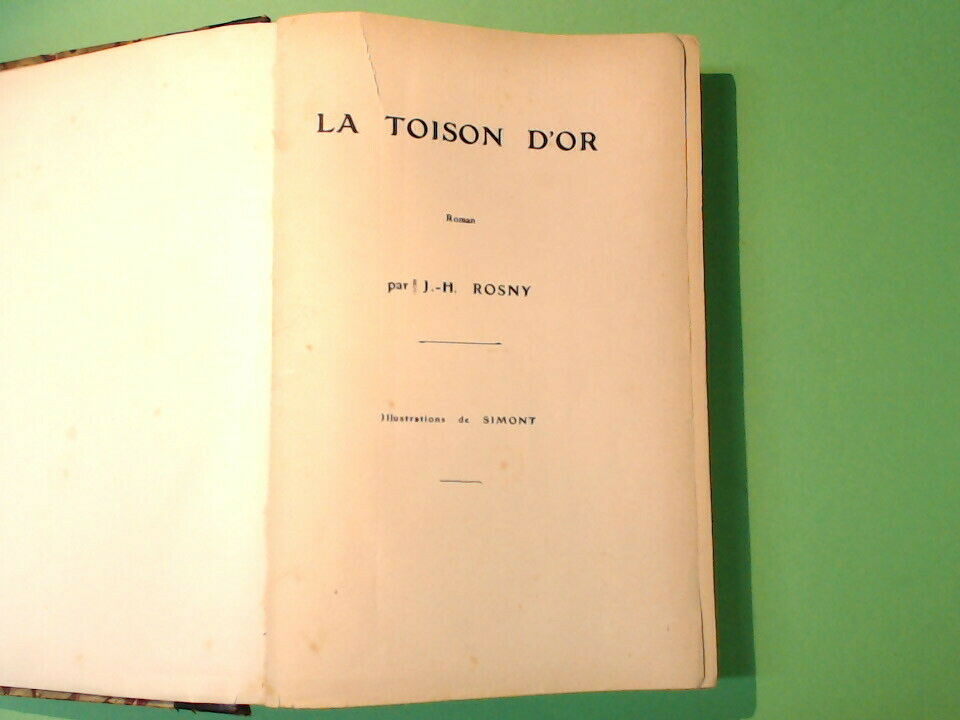 LA TOISON D'OR
Roman
par J.-H. ROSNY
Illustrations de SIMONT